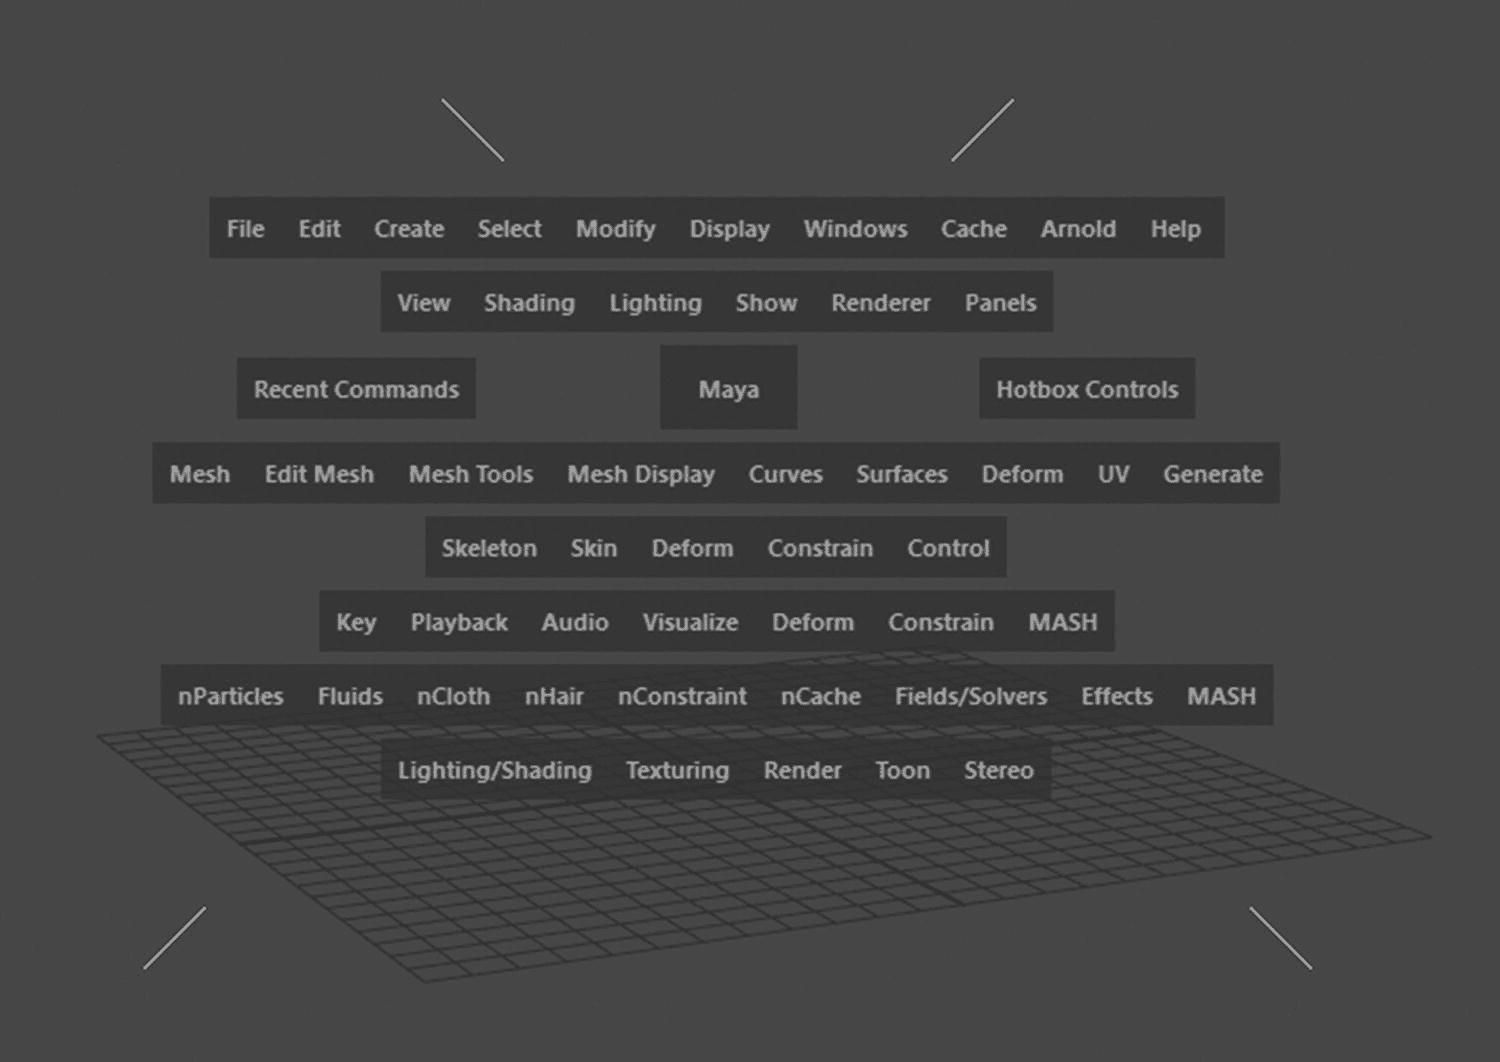 File Edit Create Select Modify Display Windows Cache Arnold Help
View Shading Lighting Show Renderer Panels
Recent Commands Maya Hotbox Controls
Mesh Edit Mesh Mesh Tools Mesh Display Curves Surfaces Deform UV Generate
Skeleton Skin Deform Constrain Control
Key Playback Audio Visualize Deform Constrain MASH
nParticles Fluids nCloth nHair nConstraint nCache Fields/Solvers Effects MASH
Lighting/Shading Texturing Render Toon Stereo